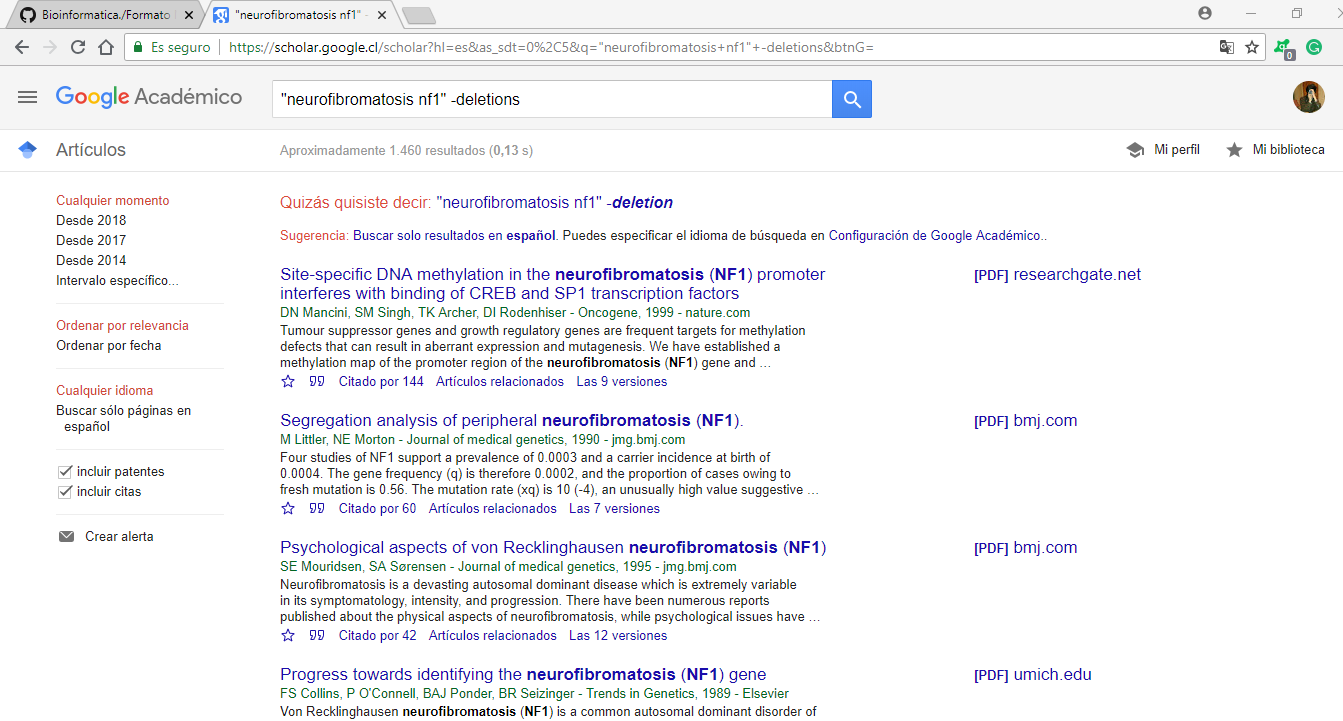 Bioinformatica./Formato
"neurofibromatosis nf1" -
Es seguro
https://scholar.google.cl/scholar?hl=es&as_sdt=0%2C5&q="neurofibromatosis+nf1"+-deletions&btnG=
0
Google Académico
"neurofibromatosis nf1" -deletions
Artículos
Aproximadamente 1.460 resultados (0,13 s)
Mi perfil
Mi biblioteca
Cualquier momento
Desde 2018
Desde 2017
Desde 2014
Intervalo específico...
Ordenar por relevancia
Ordenar por fecha
Cualquier idioma
Buscar sólo páginas en
español
incluir patentes
incluir citas
Crear alerta
Quizás quisiste decir: "neurofibromatosis nf1" -deletion
Sugerencia: Buscar solo resultados en español. Puedes especificar el idioma de búsqueda en Configuración de Google Académico..
Site-specific DNA methylation in the neurofibromatosis (NF1) promoter
interferes with binding of CREB and SP1 transcription factors
DN Mancini, SM Singh, TK Archer, DI Rodenhiser - Oncogene, 1999 - nature.com
Tumour suppressor genes and growth regulatory genes are frequent targets for methylation
defects that can result in aberrant expression and mutagenesis. We have established a
methylation map of the promoter region of the neurofibromatosis (NF1) gene and …
Citado por 144 Artículos relacionados Las 9 versiones
[PDF] researchgate.net
Segregation analysis of peripheral neurofibromatosis (NF1).
M Littler, NE Morton - Journal of medical genetics, 1990 - jmg.bmj.com
Four studies of NF1 support a prevalence of 0.0003 and a carrier incidence at birth of
0.0004. The gene frequency (q) is therefore 0.0002, and the proportion of cases owing to
fresh mutation is 0.56. The mutation rate (xq) is 10 (-4), an unusually high value suggestive …
Citado por 60 Artículos relacionados Las 7 versiones
[PDF] bmj.com
Psychological aspects of von Recklinghausen neurofibromatosis (NF1)
SE Mouridsen, SA Sørensen - Journal of medical genetics, 1995 - jmg.bmj.com
Neurofibromatosis is a devasting autosomal dominant disease which is extremely variable
in its symptomatology, intensity, and progression. There have been numerous reports
published about the physical aspects of neurofibromatosis, while psychological issues have …
Citado por 42 Artículos relacionados Las 12 versiones
[PDF] bmj.com
Progress towards identifying the neurofibromatosis (NF1) gene
FS Collins, P O'Connell, BAJ Ponder, BR Seizinger - Trends in Genetics, 1989 - Elsevier
Von Recklinghausen neurofibromatosis (NF1) is a common autosomal dominant disorder of
[PDF] umich.edu